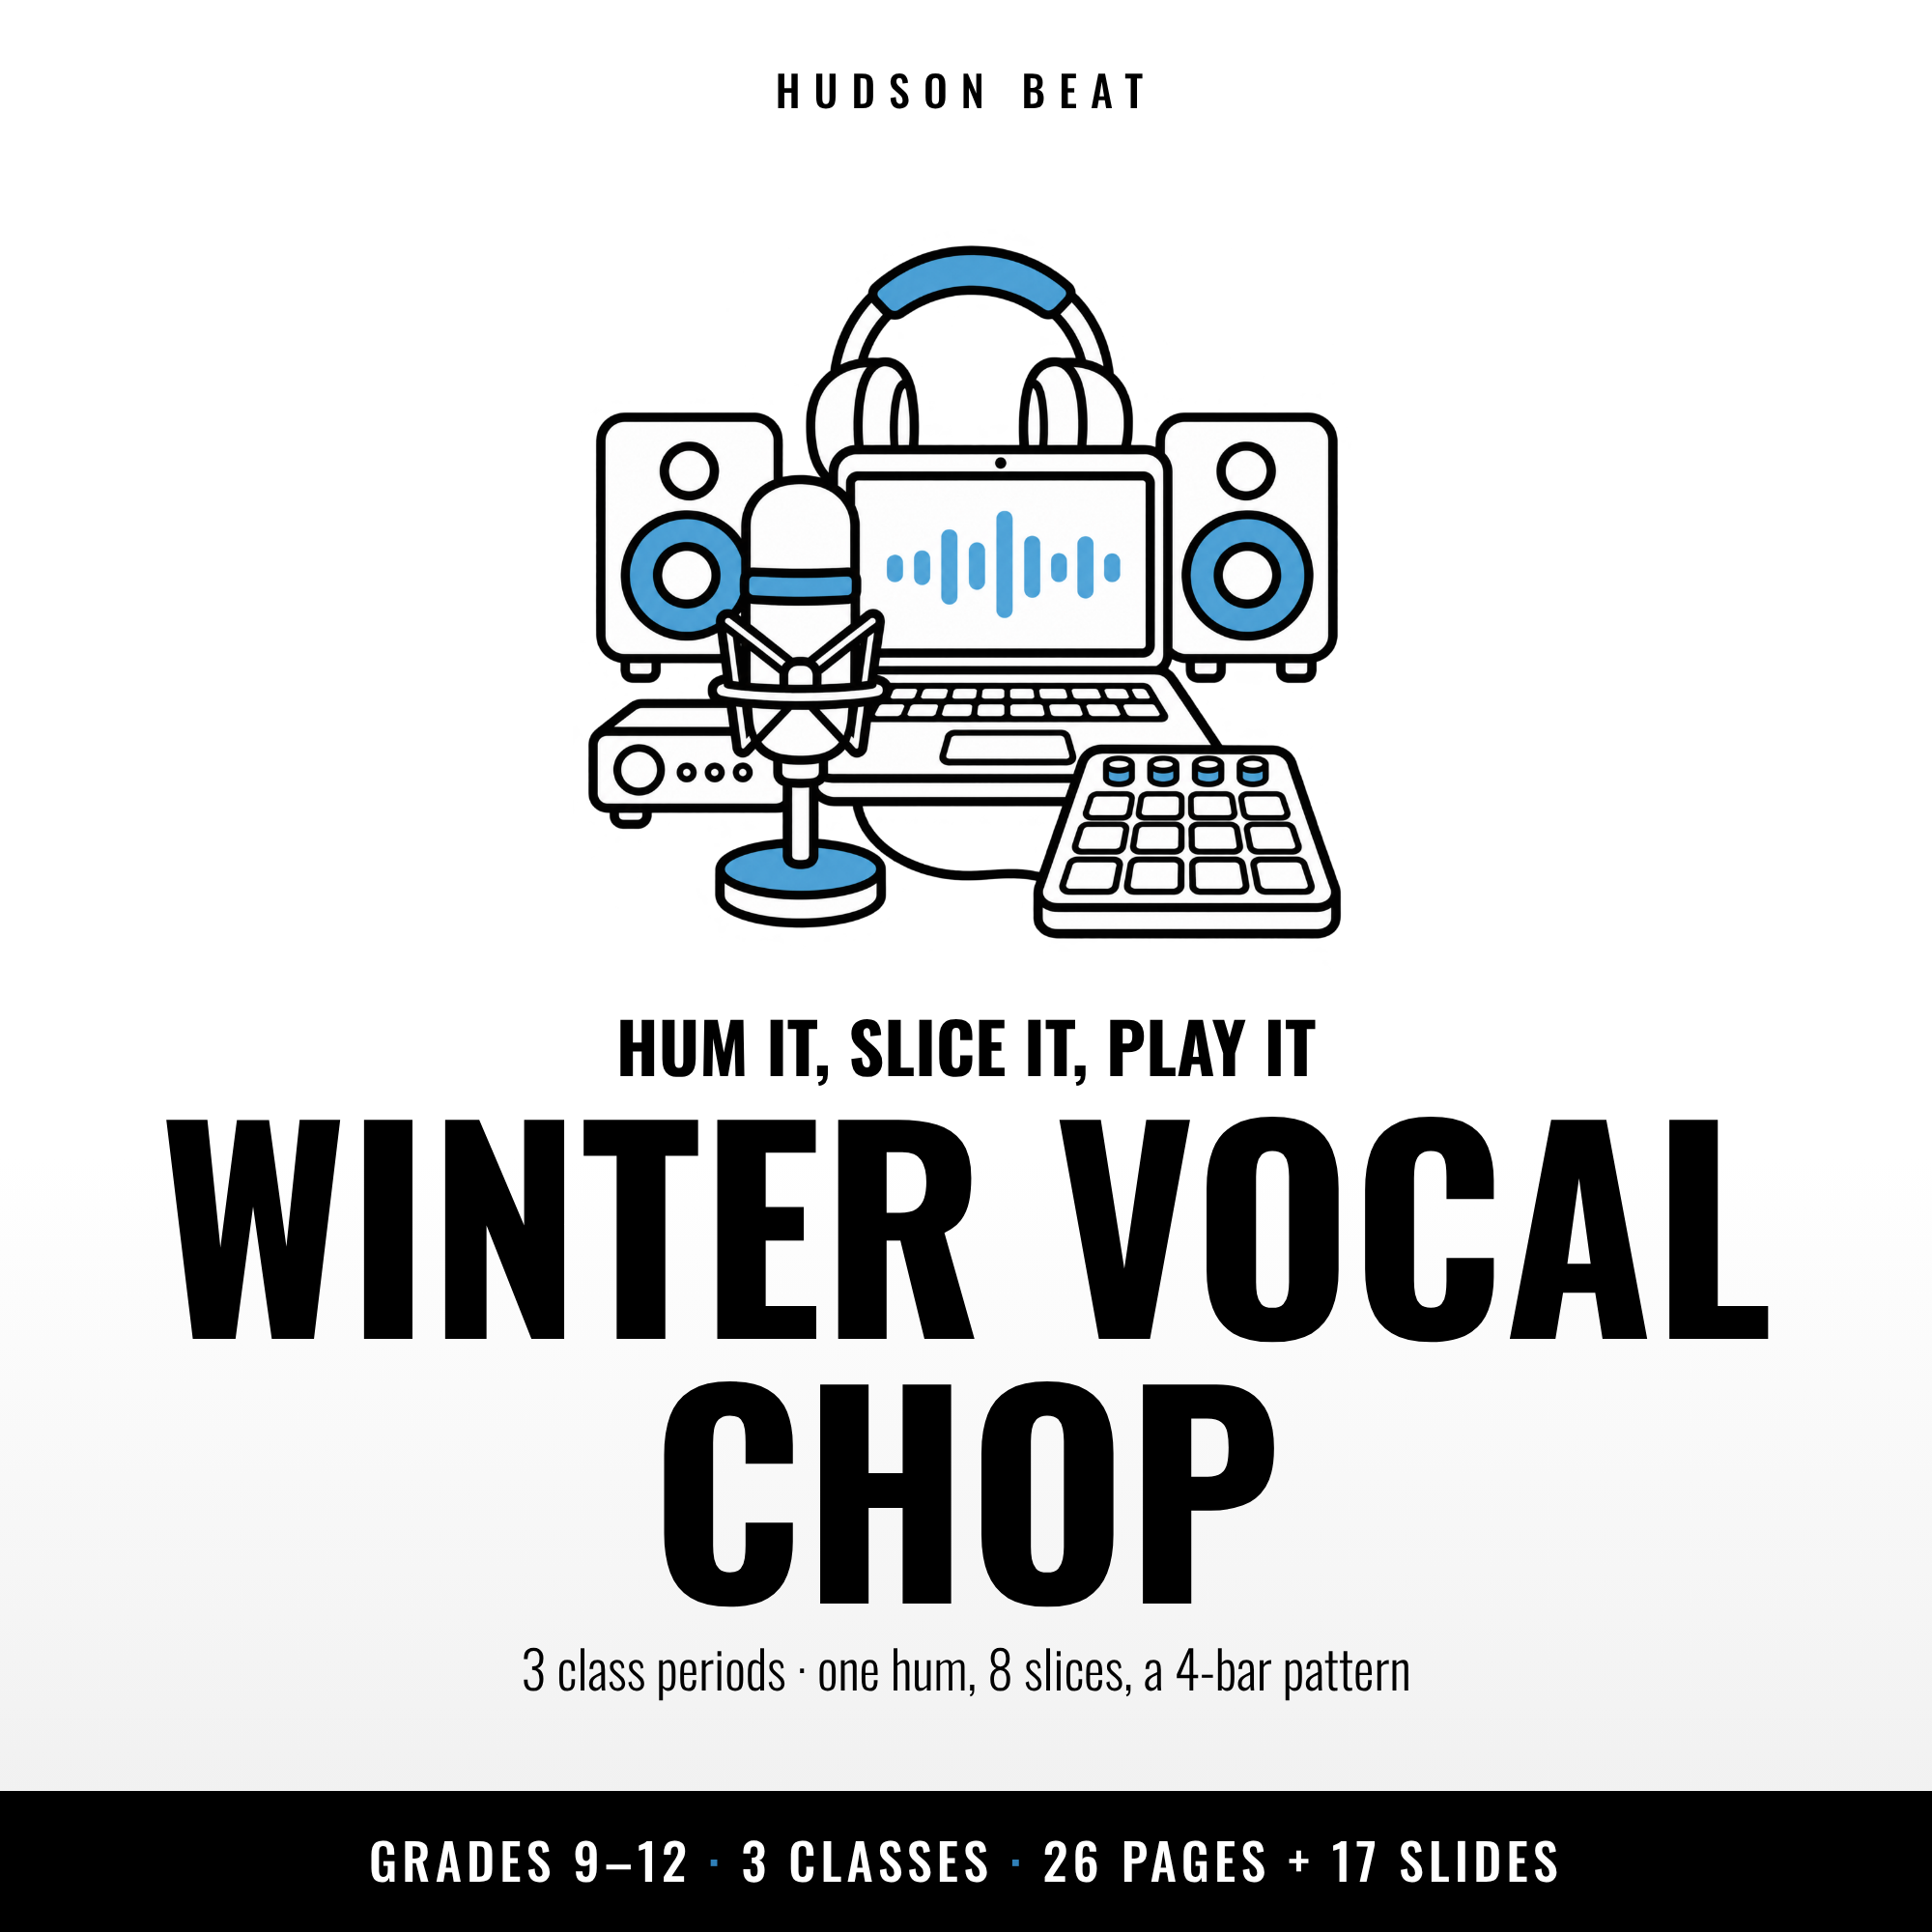 HUDSON BEAT
HUM IT, SLICE IT, PLAY IT
WINTER VOCAL
CHOP
3 class periods · one hum, 8 slices, a 4-bar pattern
GRADES 9–12 · 3 CLASSES · 26 PAGES + 17 SLIDES